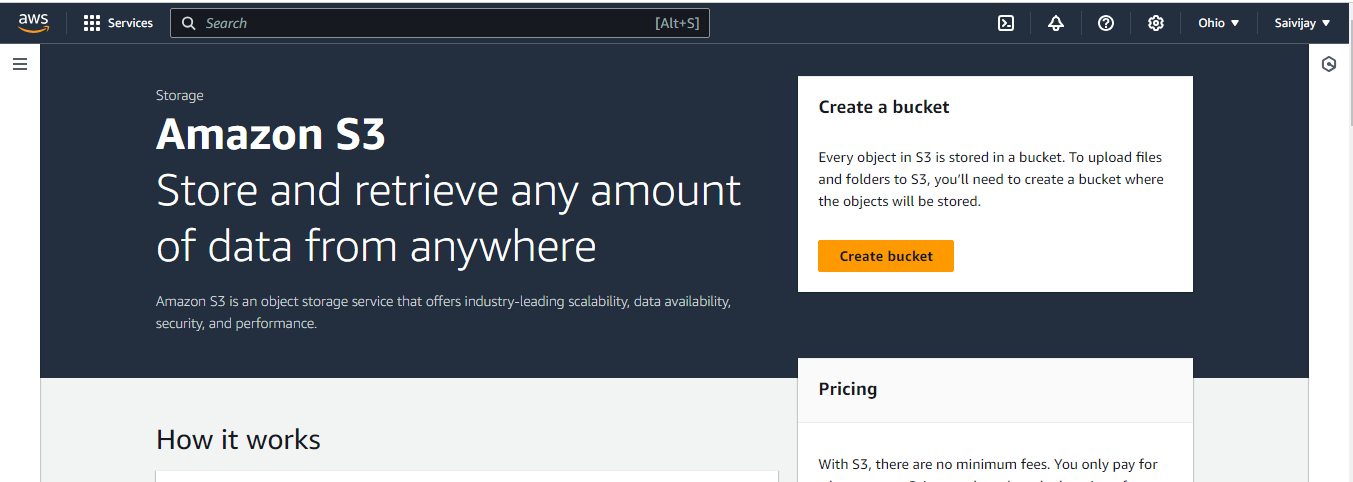 aws
Services
Search
[Alt+S]
Ohio
Saivijay
Storage
Amazon S3
Store and retrieve any amount
of data from anywhere
Amazon S3 is an object storage service that offers industry-leading scalability, data availability,
security, and performance.
Create a bucket
Every object in S3 is stored in a bucket. To upload files
and folders to S3, you’ll need to create a bucket where
the objects will be stored.
Create bucket
How it works
Pricing
With S3, there are no minimum fees. You only pay for